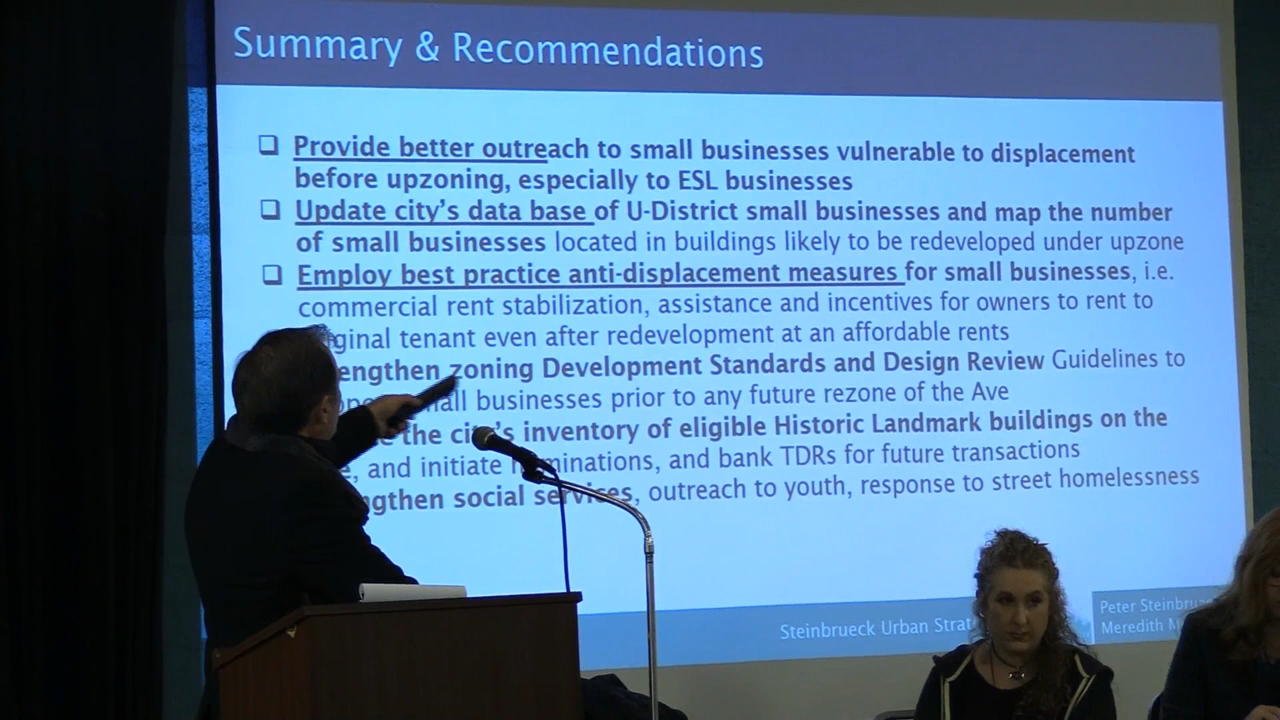 Summary & Recommendations
Provide better outreach to small businesses vulnerable to displacement
before upzoning, especially to ESL businesses
Update city's data base of U-District small businesses and map the number
of small businesses located in buildings likely to be redeveloped under upzone
Employ best practice anti-displacement measures for small businesses, i.e.
commercial rent stabilization, assistance and incentives for owners to rent to
ginal tenant even after redevelopment at an affordable rents
engthen zoning Development Standards and Design Review Guidelines to
small businesses prior to any future rezone of the Ave
the city's inventory of eligible Historic Landmark buildings on the
, and initiate nominations, and bank TDRs for future transactions
ngthen social services, outreach to youth, response to street homelessness
Steinbrueck Urban Strat
Peter Steinbrue
Meredith